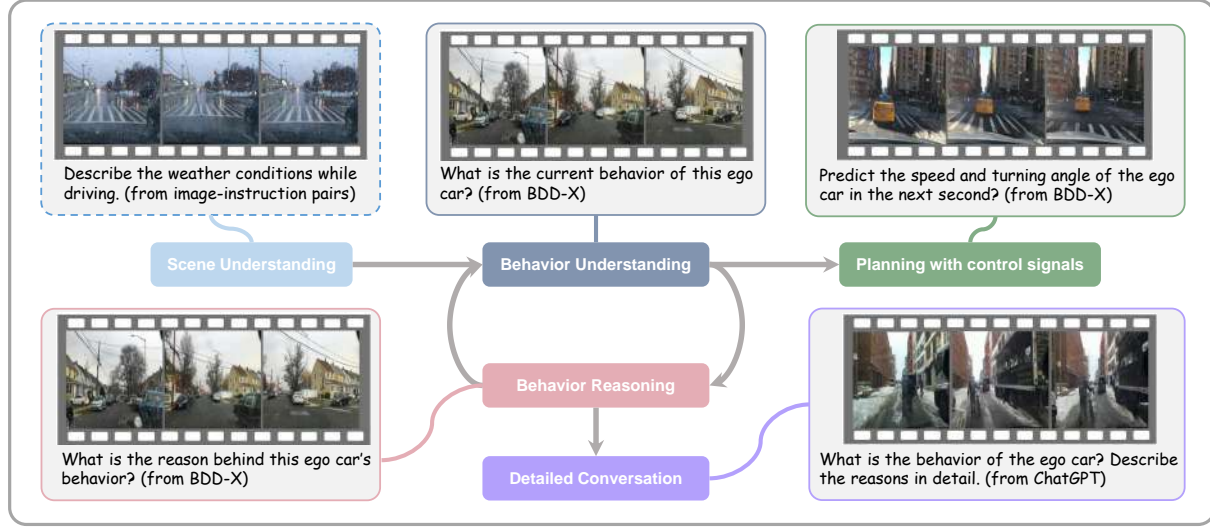 Describe the weather conditions while
driving. (from image-instruction pairs)
What is the current behavior of this ego
car? (from BDD-X)
Predict the speed and turning angle of the ego
car in the next second? (from BDD-X)
Scene Understanding
Behavior Understanding
Planning with control signals
Behavior Reasoning
What is the reason behind this ego car's
behavior? (from BDD-X)
Detailed Conversation
What is the behavior of the ego car? Describe
the reasons in detail. (from ChatGPT)